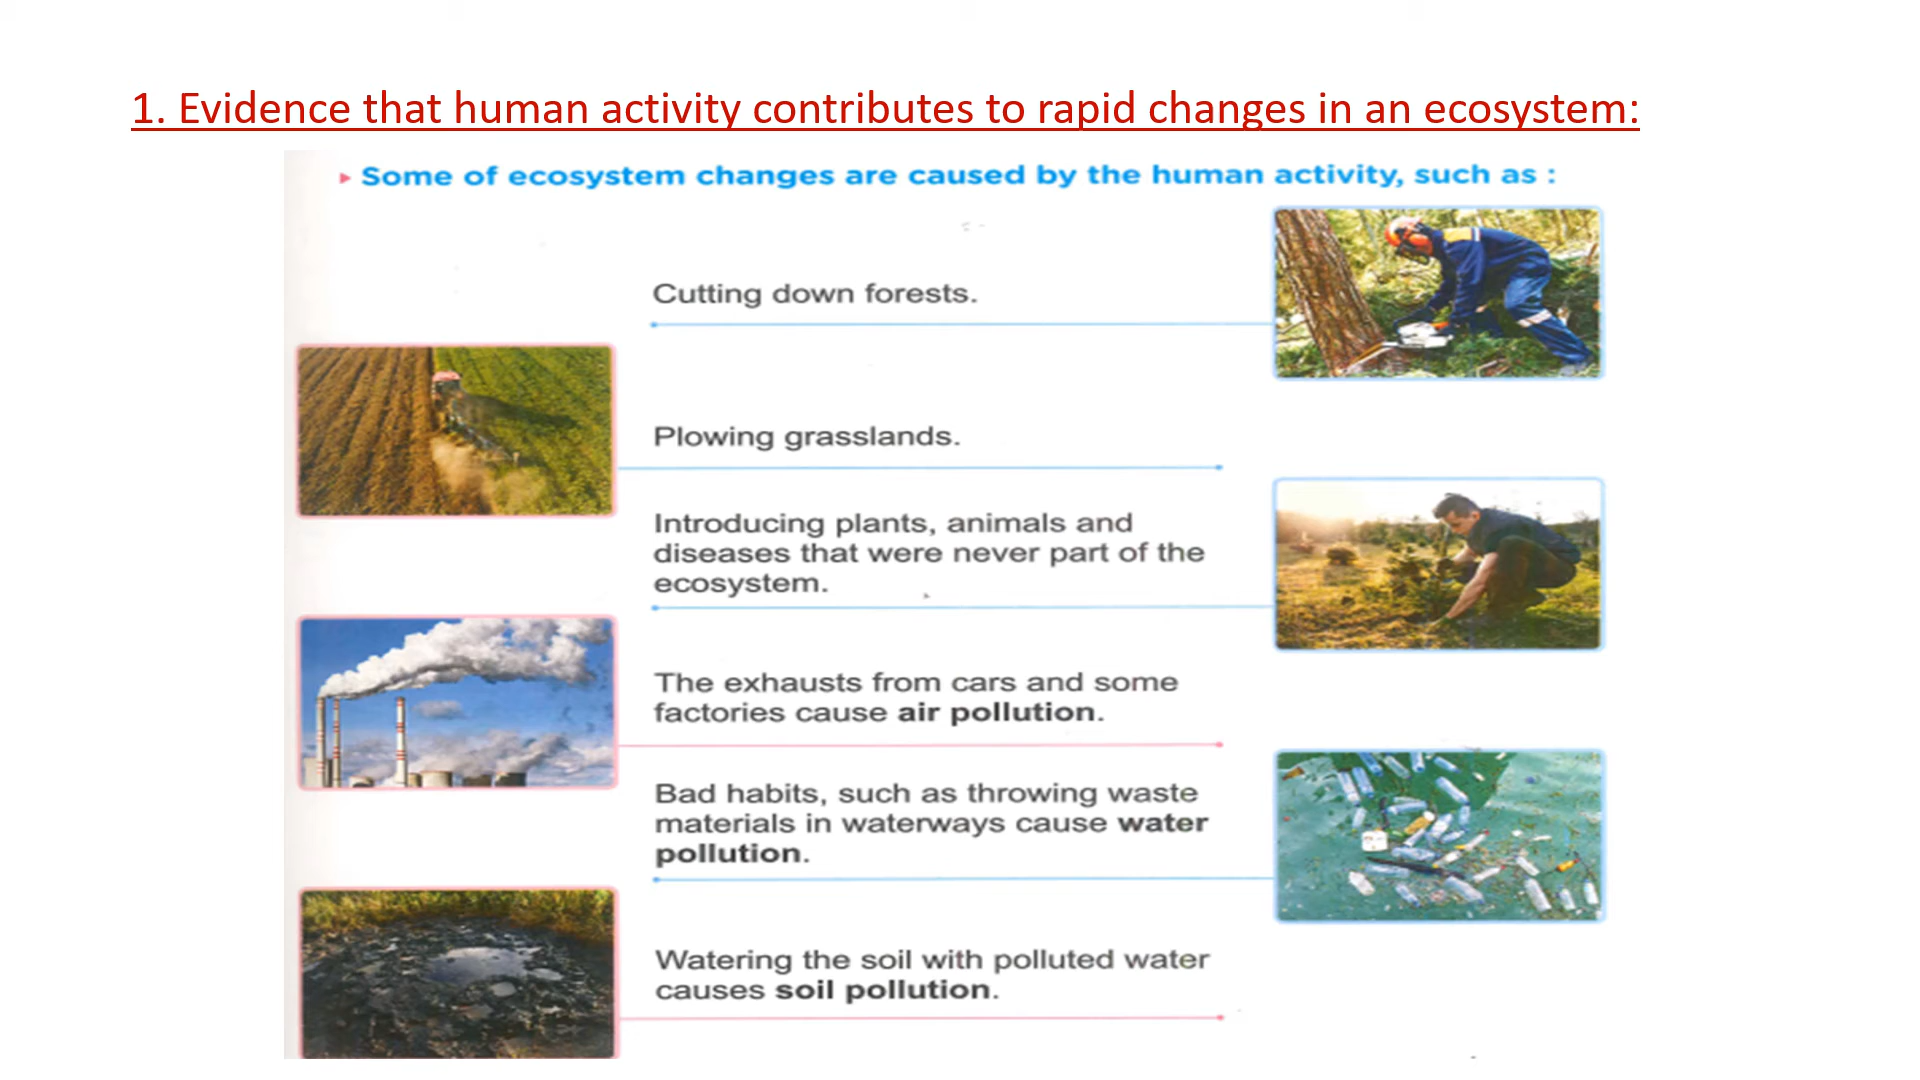 1. Evidence that human activity contributes to rapid changes in an ecosystem:
Some of ecosystem changes are caused by the human activity, such as :
Cutting down forests.
Plowing grasslands.
Introducing plants, animals and
diseases that were never part of the
ecosystem.
The exhausts from cars and some
factories cause air pollution.
Bad habits, such as throwing waste
materials in waterways cause water
pollution.
Watering the soil with polluted water
causes soil pollution.